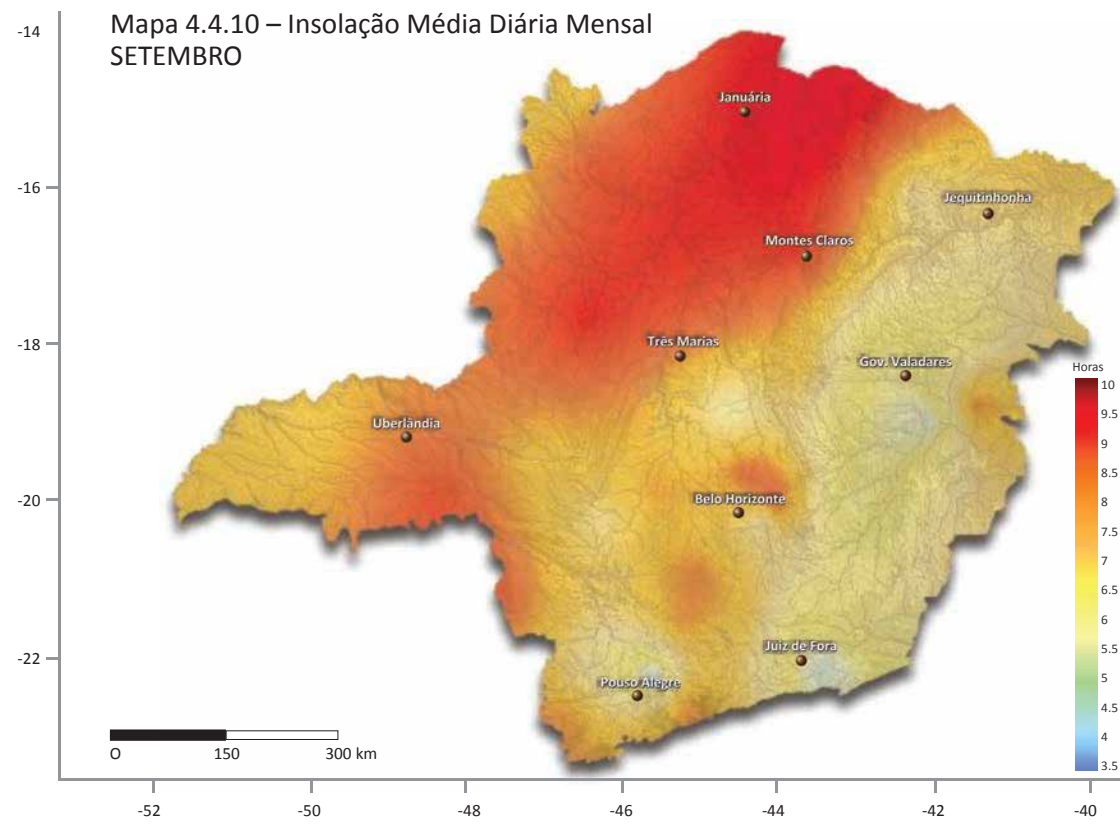 Mapa 4.4.10 – Insolação Média Diária Mensal
SETEMBRO
-14
-16
-18
-20
-22
Januária
Jequitinhonha
Montes Claros
Três Marias
Gov. Valadares
Uberlândia
Belo Horizonte
Juiz de Fora
Pouso Alegre
Horas
10
9.5
9
8.5
8
7.5
7
6.5
6
5.5
5
4.5
4
3.5
O 150 300 km
-52 -50 -48 -46 -44 -42 -40